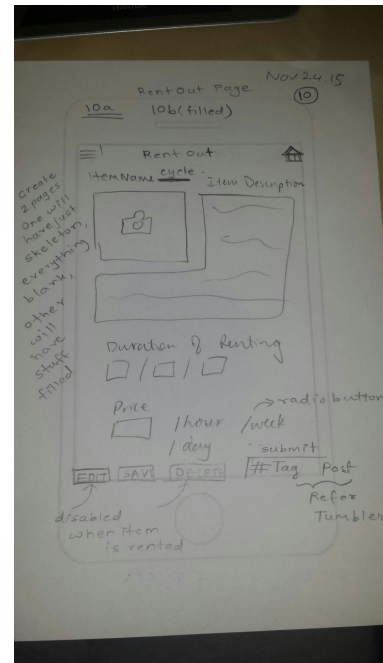 Nov 24.15
Rent Out Page
10
10a 10b(filled)
Rent out
Item Name cycle. Item Description
create
2 pages
one will
have just
skeleton,
everything
blank,
other
will
have
stuff
filled
Duration of Renting
/ /
Price
/hour /week → radio button
/day
submit
EDIT SAVE DELETE #Tag Post
disabled
when item
is rented
Refer
Tumbler